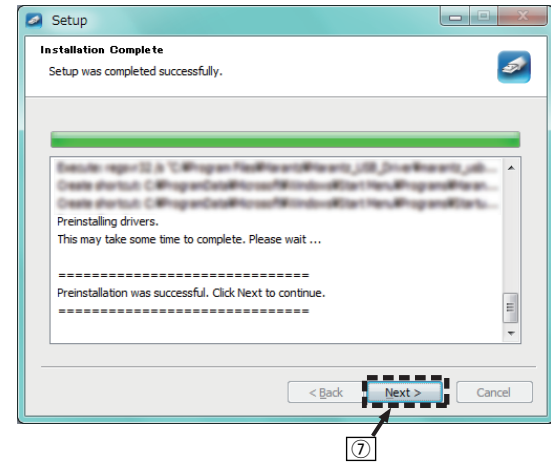 Setup
Installation Complete
Setup was completed successfully.
Preinstalling drivers.
This may take some time to complete. Please wait ...
==============================
Preinstallation was successful. Click Next to continue.
==============================
< Back
Next >
Cancel
⑦